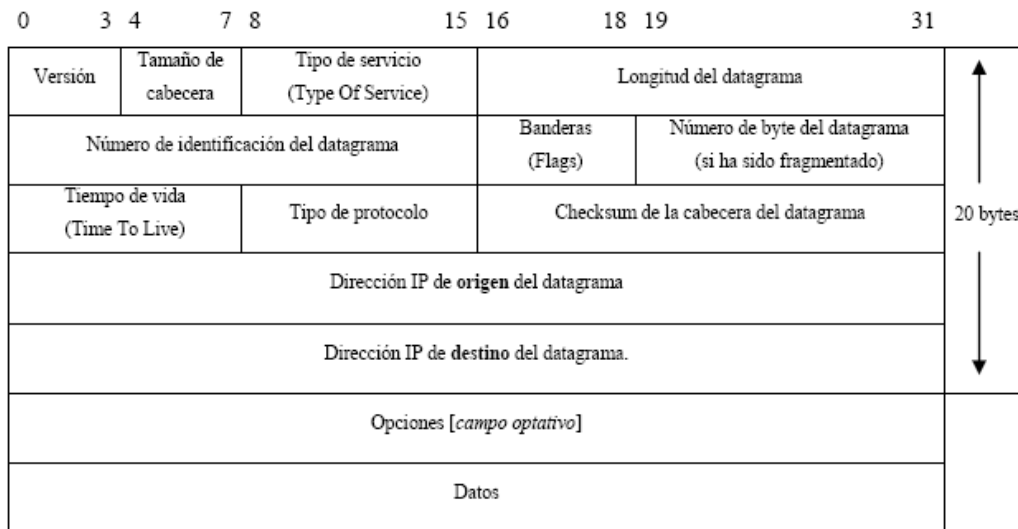 0 3 4 7 8 15 16 18 19 31
Versión
Tamaño de
cabecera
Tipo de servicio
(Type Of Service)
Longitud del datagrama
Número de identificación del datagrama
Banderas
(Flags)
Número de byte del datagrama
(si ha sido fragmentado)
Tiempo de vida
(Time To Live)
Tipo de protocolo
Checksum de la cabecera del datagrama
20 bytes
Dirección IP de origen del datagrama
Dirección IP de destino del datagrama.
Opciones [campo optativo]
Datos